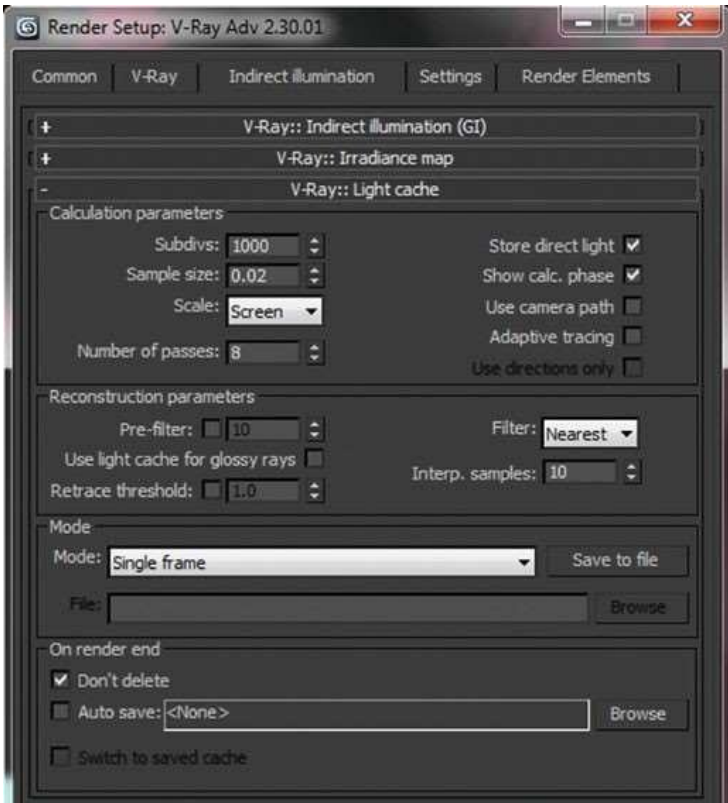 Render Setup: V-Ray Adv 2.30.01
Common V-Ray Indirect illumination Settings Render Elements
+ V-Ray:: Indirect illumination (GI)
+ V-Ray:: Irradiance map
- V-Ray:: Light cache
Calculation parameters
Subdivs: 1000 Store direct light
Sample size: 0.02 Show calc. phase
Scale: Screen Use camera path
Adaptive tracing
Number of passes: 8
Use directions only
Reconstruction parameters
Pre-filter: 10 Filter: Nearest
Use light cache for glossy rays
Interp. samples: 10
Retrace threshold: 1.0
Mode
Mode: Single frame Save to file
File: Browse
On render end
Don't delete
Auto save: <None> Browse
Switch to saved cache